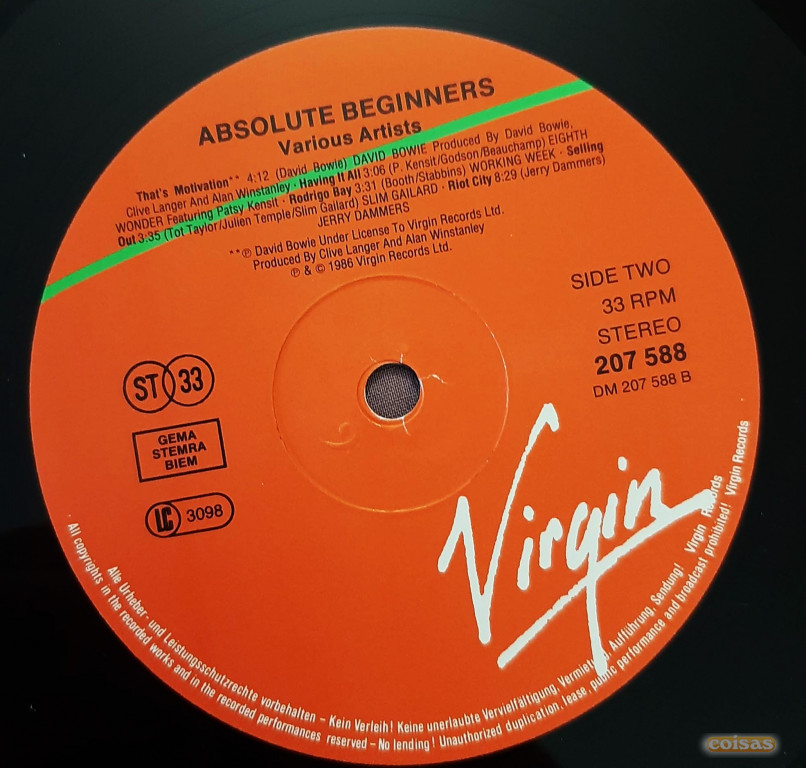 ABSOLUTE BEGINNERS
Various Artists
That's Motivation** 4:12 (David Bowie) DAVID BOWIE Produced By David Bowie,
Clive Langer And Alan Winstanley · Having It All 3:06 (P. Kensit/Godson/Beauchamp) EIGHTH
WONDER Featuring Patsy Kensit · Rodrigo Bay 3:31 (Booth/Stabbins) WORKING WEEK · Selling
Out 3:35 (Tot Taylor/Julien Temple/Slim Gallard) SLIM GAILARD · Riot City 8:29 (Jerry Dammers)
JERRY DAMMERS
**℗ David Bowie Under License To Virgin Records Ltd.
Produced By Clive Langer And Alan Winstanley
℗ & © 1986 Virgin Records Ltd.
SIDE TWO
33 RPM
STEREO
207 588
DM 207 588 B
ST 33
GEMA
STEMRA
BIEM
LC 3098
Virgin
Alle Urheber- und Leistungsschutzrechte vorbehalten – Kein Verleih! Keine unerlaubte Vervielfältigung, Vermietung, Aufführung, Sendung! Virgin Records
All copyrights in the recorded works and in the recorded performances reserved – No lending! Unauthorized duplication, lease, public performance and broadcast prohibited! Virgin Records
coisas